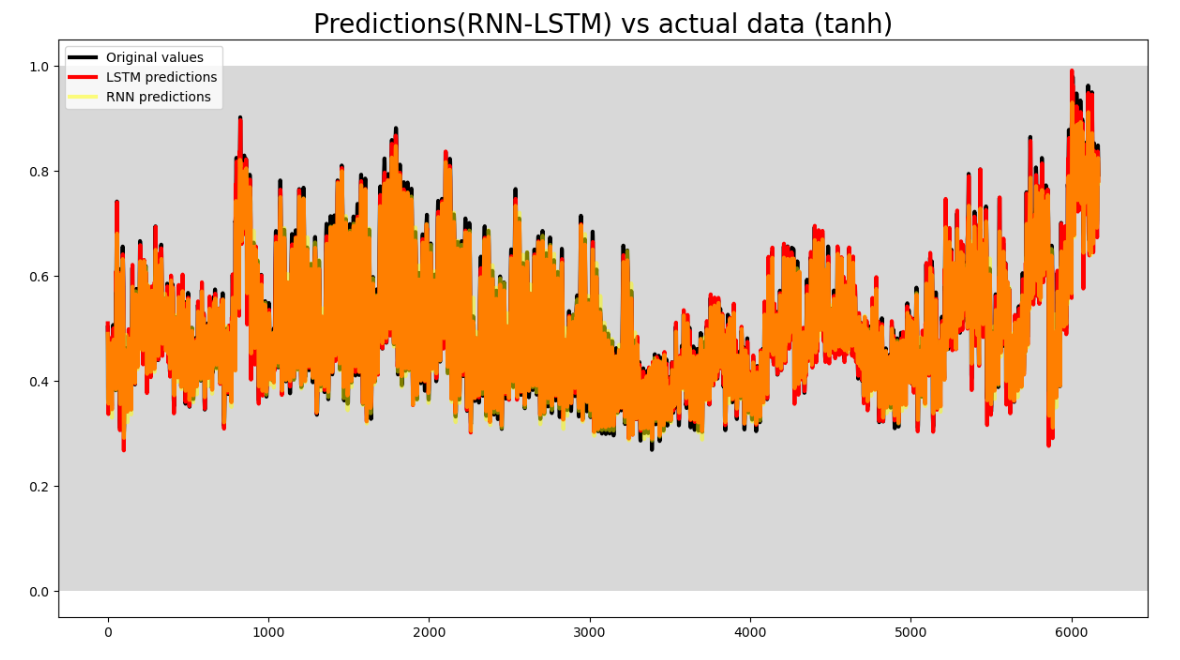 Predictions(RNN-LSTM) vs actual data (tanh)
Original values
LSTM predictions
RNN predictions
1.0
0.8
0.6
0.4
0.2
0.0
0 1000 2000 3000 4000 5000 6000